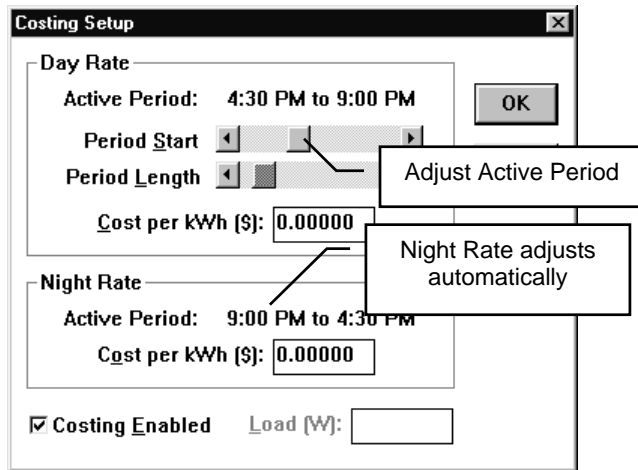 Costing Setup
Day Rate
Active Period: 4:30 PM to 9:00 PM
OK
Period Start
Adjust Active Period
Period Length
Cost per kWh ($): 0.00000
Night Rate adjusts
automatically
Night Rate
Active Period: 9:00 PM to 4:30 PM
Cost per kWh ($): 0.00000
Costing Enabled
Load (W):